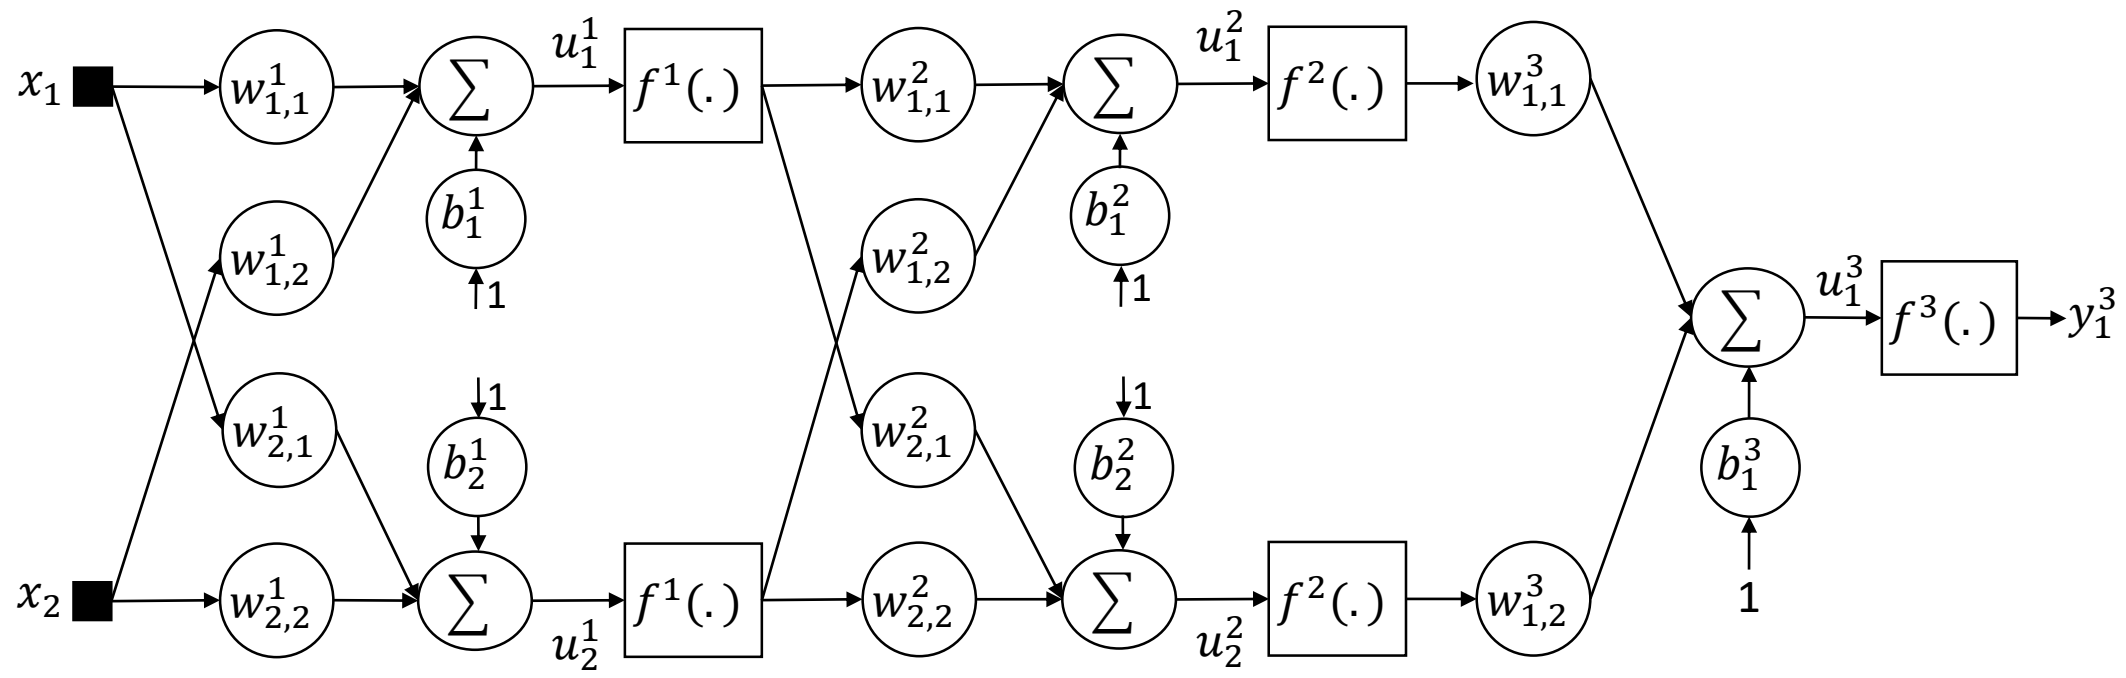 x₁ w¹₁,₁ ∑ u¹₁ f¹(.) w²₁,₁ ∑ u²₁ f²(.) w³₁,₁
w¹₁,₂ b¹₁ w²₁,₂ b²₁
1 1
∑ u³₁ f³(.) y³₁
1 1
w¹₂,₁ b¹₂ w²₂,₁ b²₂ b³₁
x₂ w¹₂,₂ ∑ u¹₂ f¹(.) w²₂,₂ ∑ u²₂ f²(.) w³₁,₂ 1